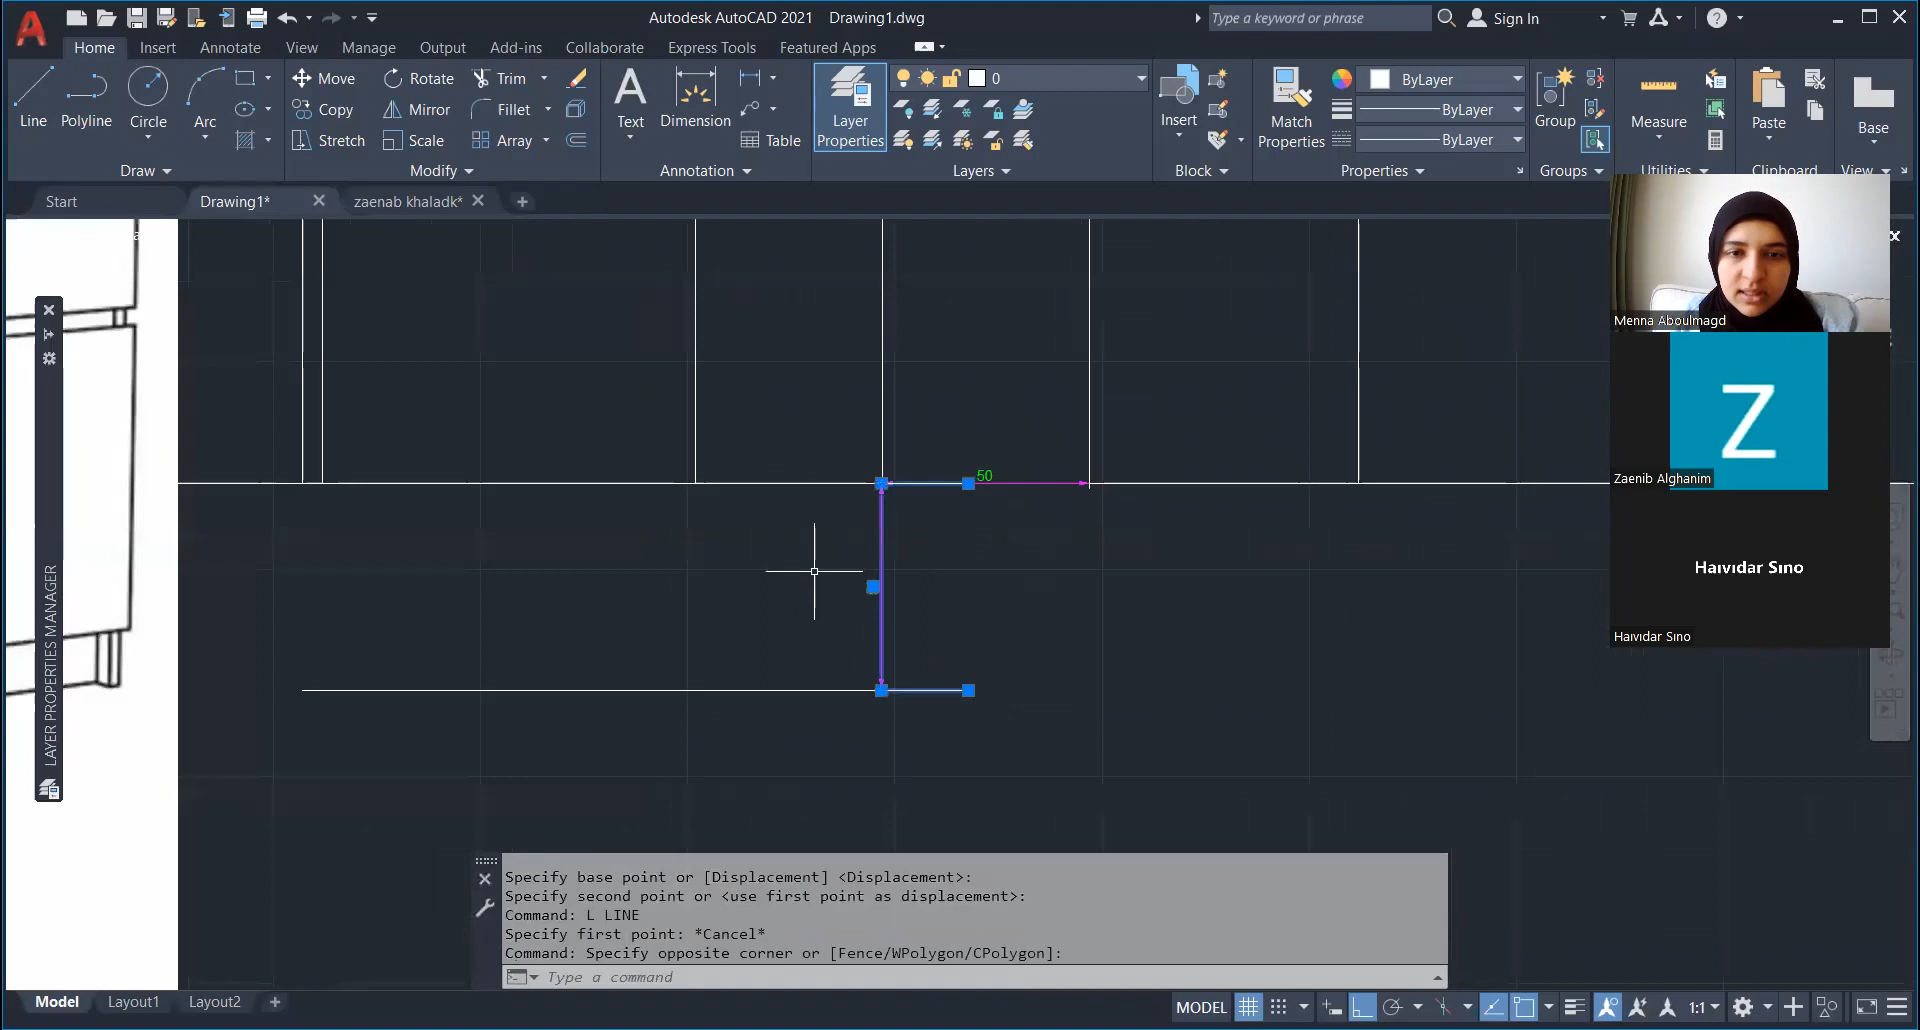 Autodesk AutoCAD 2021 Drawing1.dwg
Type a keyword or phrase
Sign In
Home Insert Annotate View Manage Output Add-ins Collaborate Express Tools Featured Apps
Line Polyline Circle Arc
Move Rotate Trim
Copy Mirror Fillet
Stretch Scale Array
Text Dimension Table
Layer Properties
0
Insert
Match Properties
ByLayer
ByLayer
ByLayer
Group
Measure
Paste
Base
Draw Modify Annotation Layers Block Properties Groups Utilities Clipboard View
Start Drawing1* zaenab khaladk*
50
Menna Aboulmagd
Z
Zaenib Alghanim
Haıvıdar Sıno
Haıvıdar Sıno
LAYER PROPERTIES MANAGER
Specify base point or [Displacement] <Displacement>:
Specify second point or <use first point as displacement>:
Command: L LINE
Specify first point: *Cancel*
Command: Specify opposite corner or [Fence/WPolygon/CPolygon]:
Type a command
Model Layout1 Layout2
MODEL
1:1